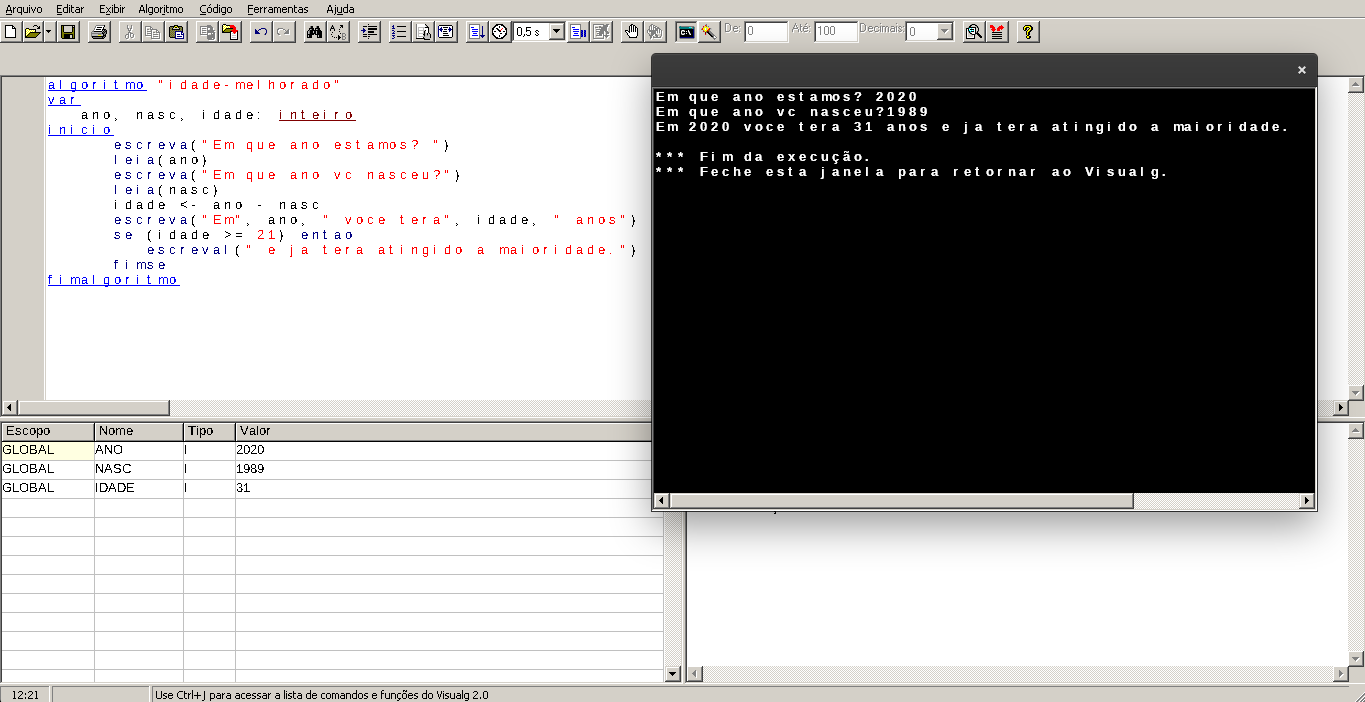 Arquivo Editar Exibir Algoritmo Código Ferramentas Ajuda
0,5 s De: 0 Até: 100 Decimais: 0
algoritmo "idade-melhorado"
var
ano, nasc, idade: inteiro
inicio
escreva("Em que ano estamos? ")
leia(ano)
escreva("Em que ano vc nasceu?")
leia(nasc)
idade <- ano - nasc
escreva("Em", ano, " voce tera", idade, " anos")
se (idade >= 21) entao
escreval(" e ja tera atingido a maioridade.")
fimse
fimalgoritmo
Em que ano estamos? 2020
Em que ano vc nasceu?1989
Em 2020 voce tera 31 anos e ja tera atingido a maioridade.
*** Fim da execução.
*** Feche esta janela para retornar ao Visualg.
Escopo Nome Tipo Valor
GLOBAL ANO I 2020
GLOBAL NASC I 1989
GLOBAL IDADE I 31
12:21 Use Ctrl+J para acessar a lista de comandos e funções do Visualg 2.0